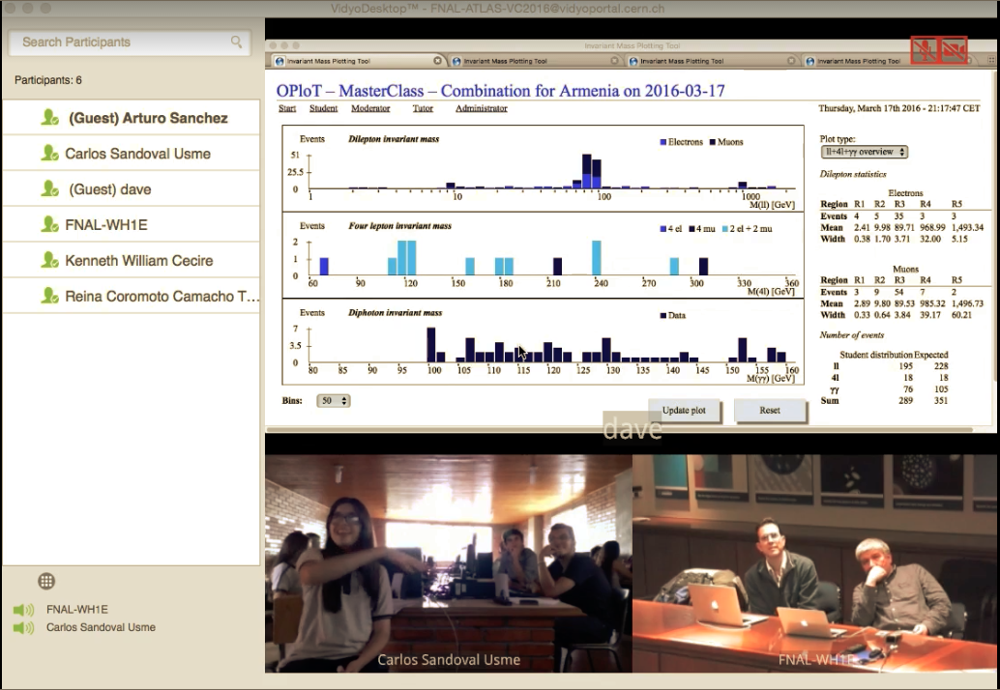 VidyoDesktop™ - FNAL-ATLAS-VC2016@vidyoportal.cern.ch
Search Participants
Participants: 6
(Guest) Arturo Sanchez
Carlos Sandoval Usme
(Guest) dave
FNAL-WH1E
Kenneth William Cecire
Reina Coromoto Camacho T...
FNAL-WH1E
Carlos Sandoval Usme
Invariant Mass Plotting Tool
Invariant Mass Plotting Tool
Invariant Mass Plotting Tool
Invariant Mass Plotting Tool
Invariant Mass Plotting Tool
OPloT – MasterClass – Combination for Armenia on 2016-03-17
Start Student Moderator Tutor Administrator
Thursday, March 17th 2016 - 21:17:47 CET
Events Dilepton invariant mass Electrons Muons
51
25.5
0
1 10 100 1000
M(ll) [GeV]
Events Four lepton invariant mass 4 el 4 mu 2 el + 2 mu
2
1
0
60 90 120 150 180 210 240 270 300 330 360
M(4l) [GeV]
Events Diphoton invariant mass Data
7
3.5
0
80 85 90 95 100 105 110 115 120 125 130 135 140 145 150 155 160
M(γγ) [GeV]
Bins: 50
Update plot Reset
Plot type:
ll+4l+γγ overview
Dilepton statistics
Electrons
Region R1 R2 R3 R4 R5
Events 4 5 35 3 3
Mean 2.41 9.98 89.71 968.99 1,493.34
Width 0.38 1.70 3.71 32.00 5.15
Muons
Region R1 R2 R3 R4 R5
Events 3 9 54 7 2
Mean 2.89 9.80 89.53 985.32 1,496.73
Width 0.33 0.64 3.84 39.17 60.21
Number of events
Student distribution Expected
ll 195 228
4l 18 18
γγ 76 105
Sum 289 351
dave
Carlos Sandoval Usme
FNAL-WH1E